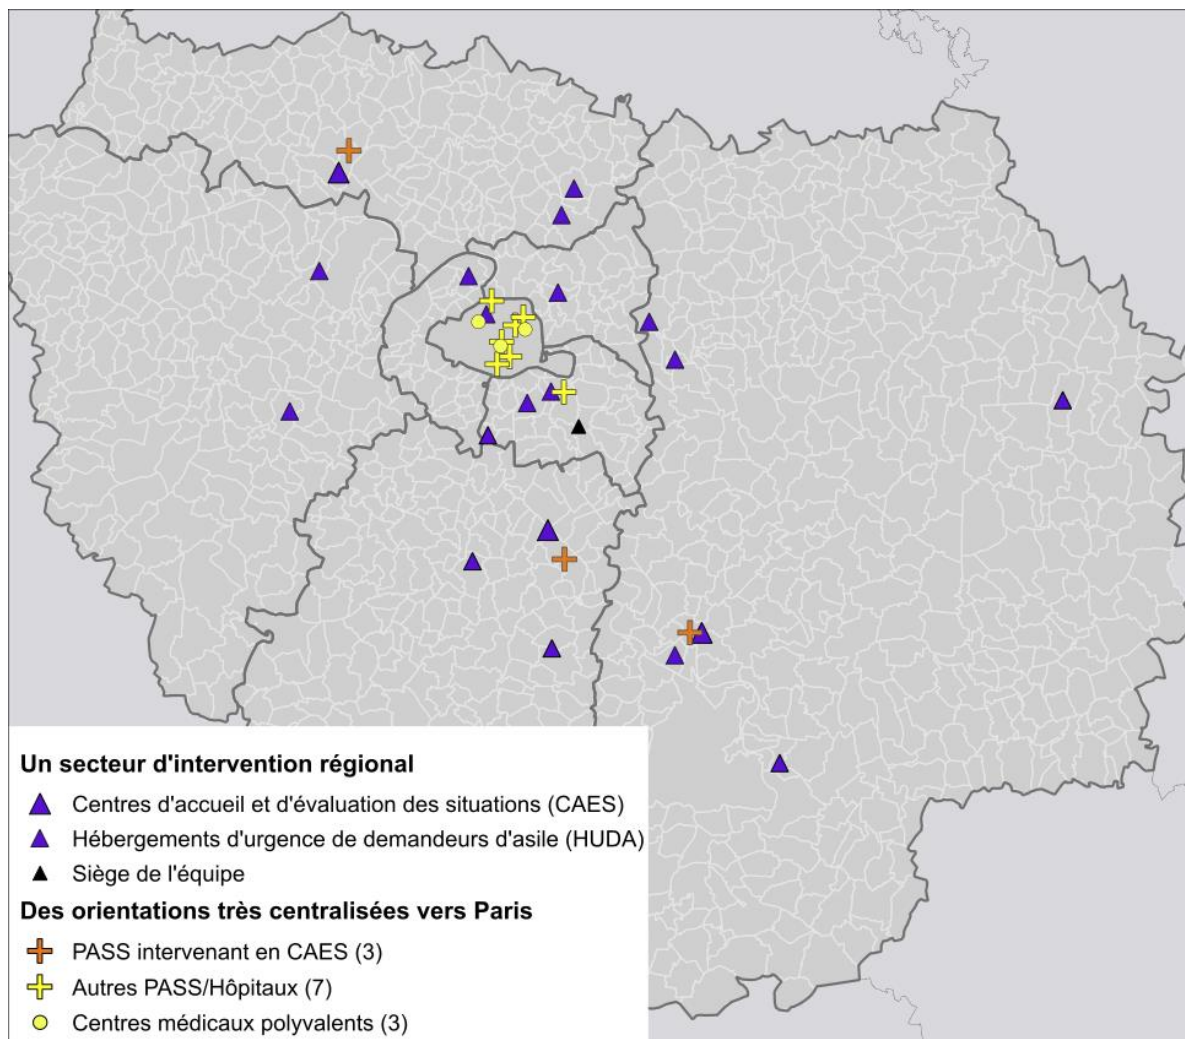 Un secteur d'intervention régional
Centres d'accueil et d'évaluation des situations (CAES)
Hébergements d'urgence de demandeurs d'asile (HUDA)
Siège de l'équipe
Des orientations très centralisées vers Paris
PASS intervenant en CAES (3)
Autres PASS/Hôpitaux (7)
Centres médicaux polyvalents (3)